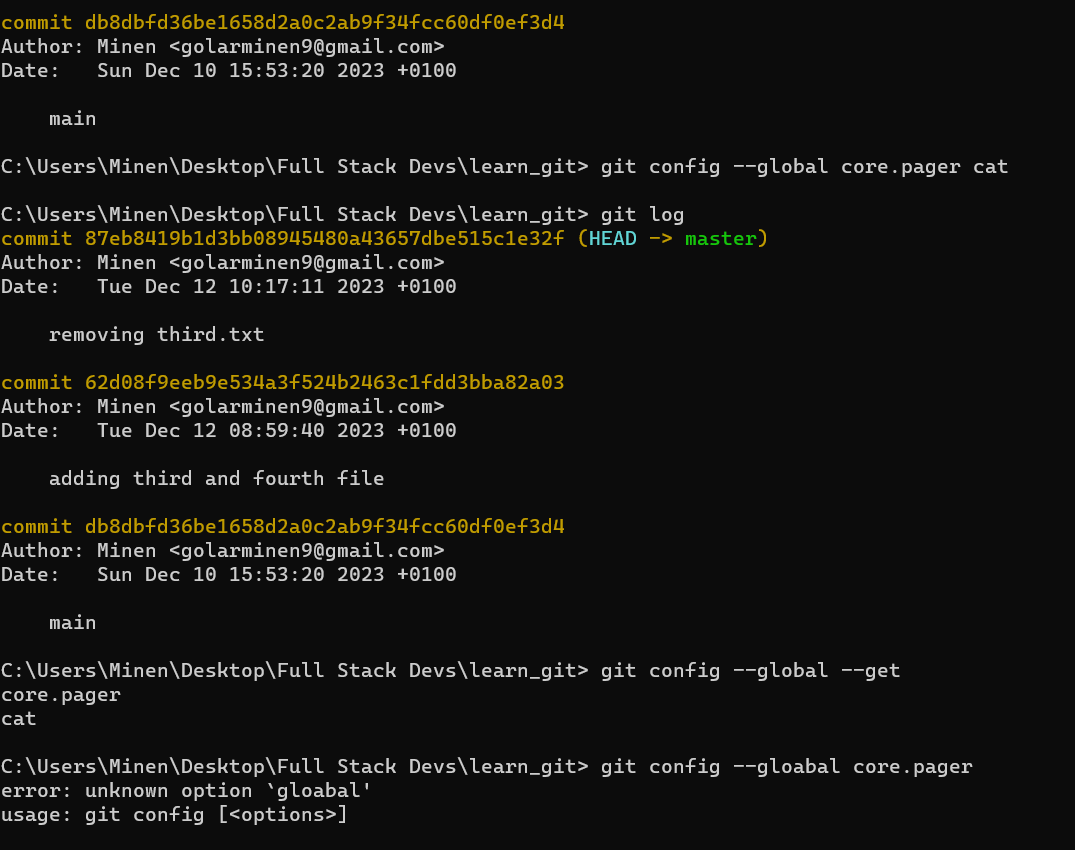 commit db8dbfd36be1658d2a0c2ab9f34fcc60df0ef3d4
Author: Minen <golarminen9@gmail.com>
Date:   Sun Dec 10 15:53:20 2023 +0100
    main
C:\Users\Minen\Desktop\Full Stack Devs\learn_git> git config --global core.pager cat
C:\Users\Minen\Desktop\Full Stack Devs\learn_git> git log
commit 87eb8419b1d3bb08945480a43657dbe515c1e32f (HEAD -> master)
Author: Minen <golarminen9@gmail.com>
Date:   Tue Dec 12 10:17:11 2023 +0100
    removing third.txt
commit 62d08f9eeb9e534a3f524b2463c1fdd3bba82a03
Author: Minen <golarminen9@gmail.com>
Date:   Tue Dec 12 08:59:40 2023 +0100
    adding third and fourth file
commit db8dbfd36be1658d2a0c2ab9f34fcc60df0ef3d4
Author: Minen <golarminen9@gmail.com>
Date:   Sun Dec 10 15:53:20 2023 +0100
    main
C:\Users\Minen\Desktop\Full Stack Devs\learn_git> git config --global --get
core.pager
cat
C:\Users\Minen\Desktop\Full Stack Devs\learn_git> git config --gloabal core.pager
error: unknown option `gloabal'
usage: git config [<options>]